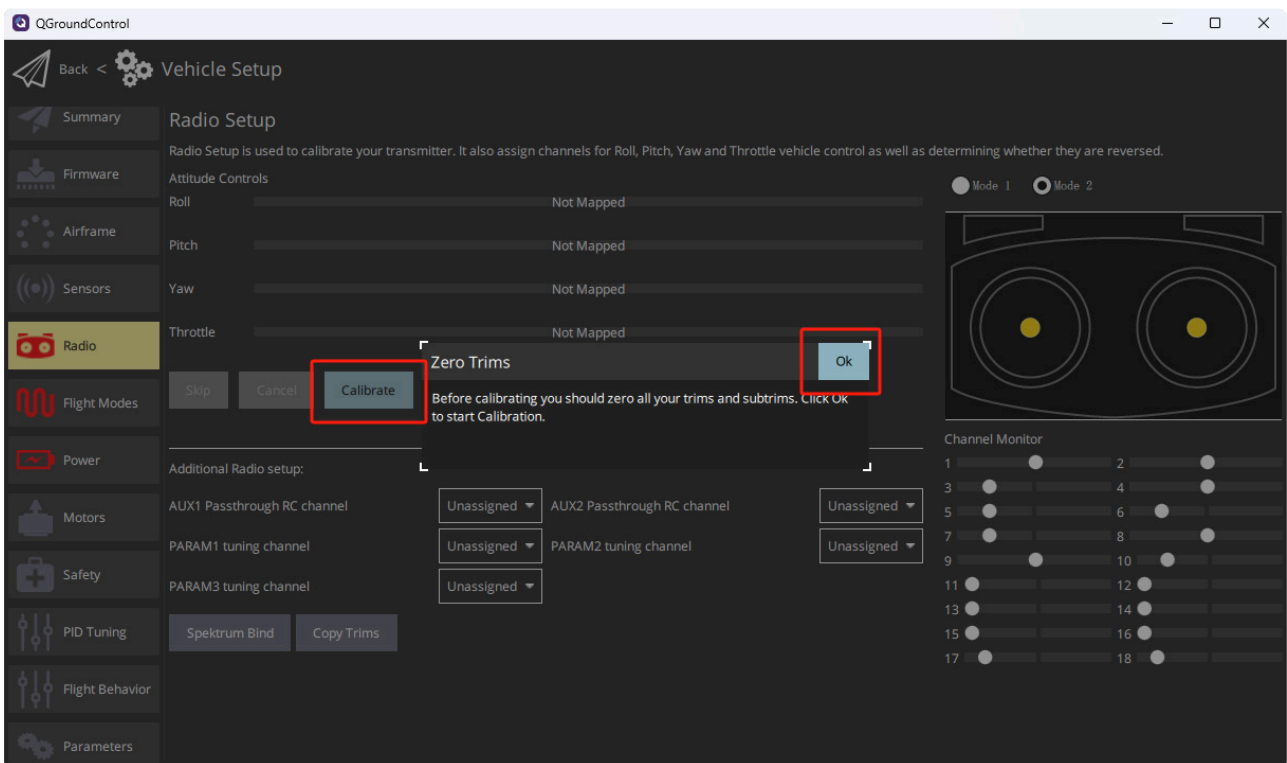 QGroundControl
Back < Vehicle Setup
Summary
Firmware
Airframe
Sensors
Radio
Flight Modes
Power
Motors
Safety
PID Tuning
Flight Behavior
Parameters
Radio Setup
Radio Setup is used to calibrate your transmitter. It also assign channels for Roll, Pitch, Yaw and Throttle vehicle control as well as determining whether they are reversed.
Attitude Controls
Roll Not Mapped
Pitch Not Mapped
Yaw Not Mapped
Throttle Not Mapped
Skip Cancel Calibrate
Zero Trims Ok
Before calibrating you should zero all your trims and subtrims. Click Ok
to start Calibration.
Additional Radio setup:
AUX1 Passthrough RC channel Unassigned AUX2 Passthrough RC channel Unassigned
PARAM1 tuning channel Unassigned PARAM2 tuning channel Unassigned
PARAM3 tuning channel Unassigned
Spektrum Bind Copy Trims
Mode 1 Mode 2
Channel Monitor
1 2
3 4
5 6
7 8
9 10
11 12
13 14
15 16
17 18